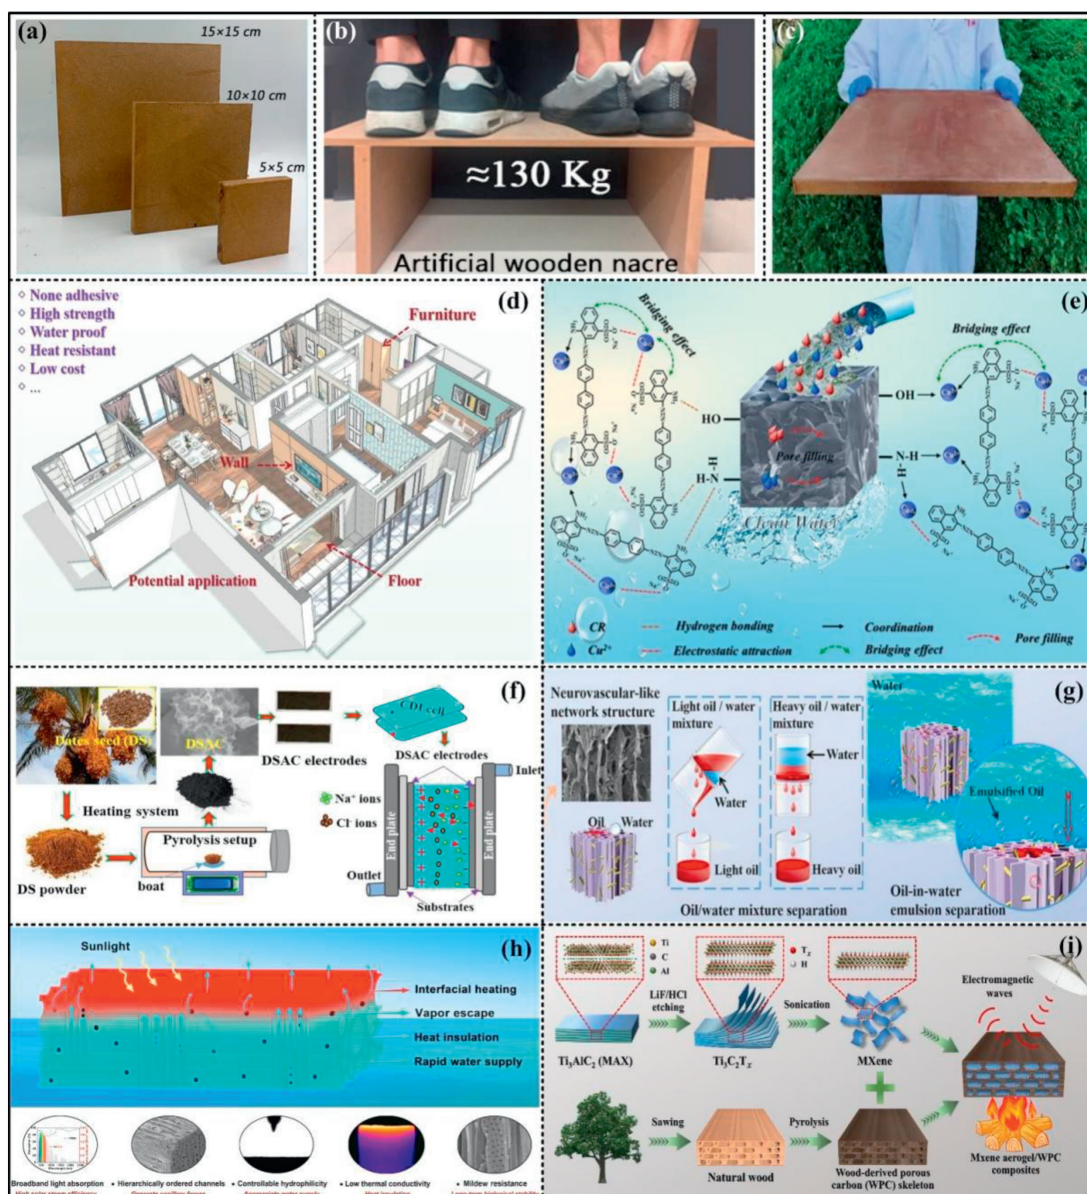 (a)
15×15 cm
10×10 cm
5×5 cm
(b)
≈130 Kg
Artificial wooden nacre
(c)
(d)
None adhesive
High strength
Water proof
Heat resistant
Low cost
...
Furniture
Wall
Floor
Potential application
(e)
Bridging effect
Bridging effect
HO
OH
H-N-H
N-H
H
Pore filling
Clean Water
CR
Cu²⁺
Hydrogen bonding
Electrostatic attraction
Coordination
Bridging effect
Pore filling
(f)
Dates seed (DS)
DSAC
DSAC electrodes
CDI cell
DSAC electrodes
Heating system
DS powder
Pyrolysis setup
boat
Na⁺ ions
Cl⁻ ions
Inlet
End plate
End plate
Outlet
Substrates
(g)
Neurovascular-like
network structure
Oil
Water
Light oil / water
mixture
Water
Light oil
Heavy oil / water
mixture
Water
Heavy oil
Oil/water mixture separation
Water
Emulsified Oil
Oil-in-water
emulsion separation
(h)
Sunlight
Interfacial heating
Vapor escape
Heat insulation
Rapid water supply
Broadband light absorption
• Hierarchically ordered channels
• Controllable hydrophilicity
• Low thermal conductivity
• Mildew resistance
(i)
Ti
C
Al
Tₓ
H
LiF/HCl
etching
Sonication
Ti₃AlC₂ (MAX)
Ti₃C₂Tₓ
MXene
Electromagnetic
waves
Sawing
Pyrolysis
Natural wood
Wood-derived porous
carbon (WPC) skeleton
Mxene aerogel/WPC
composites